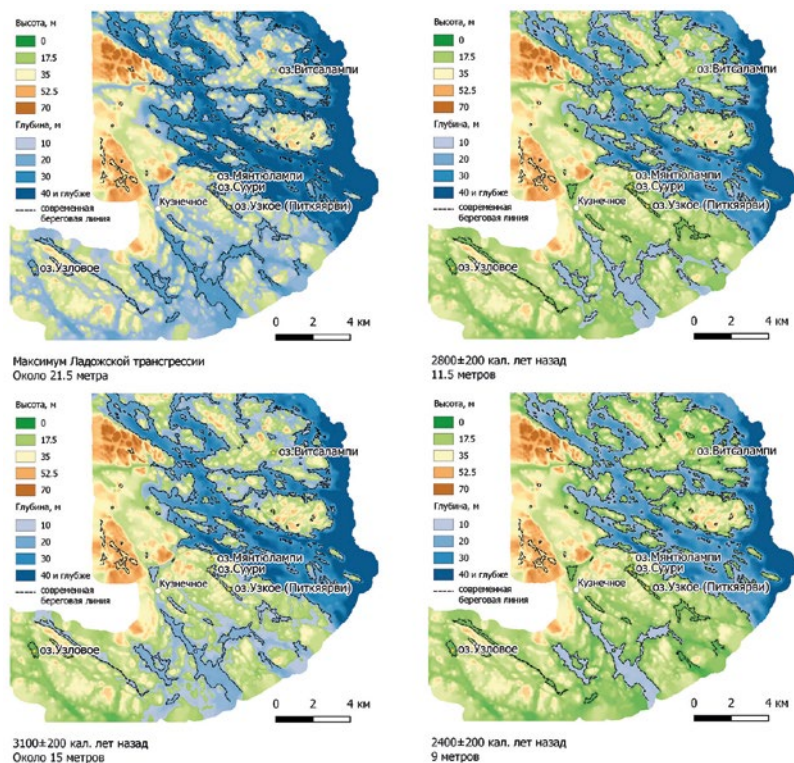 Высота, м
0
17.5
35
52.5
70
Глубина, м
10
20
30
40 и глубже
современная
береговая линия
оз.Витсалампи
оз.Мянтюлампи
оз.Суури
Кузнечное
оз.Узкое (Питкяярви)
оз.Узловое
0 2 4 км
Максимум Ладожской трансгрессии
Около 21.5 метра
Высота, м
0
17.5
35
52.5
70
Глубина, м
10
20
30
40 и глубже
современная
береговая линия
оз.Витсалампи
оз.Мянтюлампи
оз.Суури
Кузнечное
оз.Узкое (Питкяярви)
оз.Узловое
0 2 4 км
2800±200 кал. лет назад
11.5 метров
Высота, м
0
17.5
35
52.5
70
Глубина, м
10
20
30
40 и глубже
современная
береговая линия
оз.Витсалампи
оз.Мянтюлампи
оз.Суури
Кузнечное
оз.Узкое (Питкяярви)
оз.Узловое
0 2 4 км
3100±200 кал. лет назад
Около 15 метров
Высота, м
0
17.5
35
52.5
70
Глубина, м
10
20
30
40 и глубже
современная
береговая линия
оз.Витсалампи
оз.Мянтюлампи
оз.Суури
Кузнечное
оз.Узкое (Питкяярви)
оз.Узловое
0 2 4 км
2400±200 кал. лет назад
9 метров